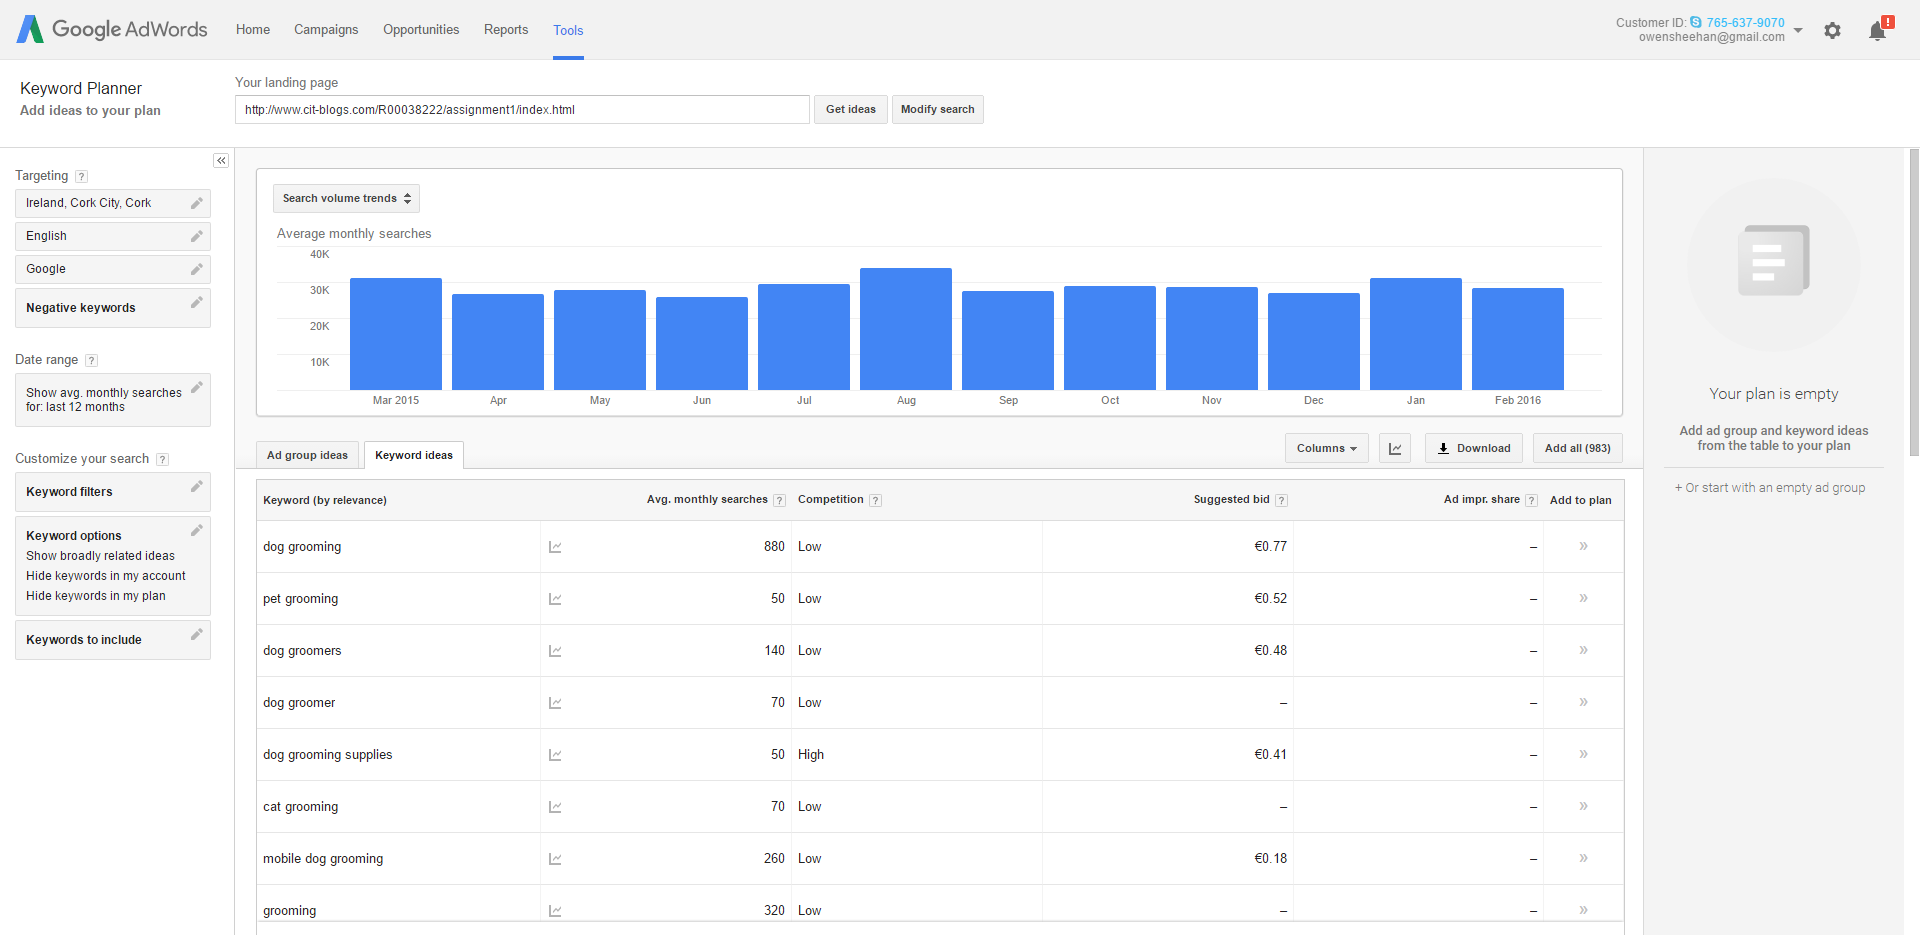 Google AdWords
Home
Campaigns
Opportunities
Reports
Tools
Customer ID: 765-637-9070
owensheehan@gmail.com
!
Keyword Planner
Add ideas to your plan
Your landing page
http://www.cit-blogs.com/R00038222/assignment1/index.html
Get ideas
Modify search
Targeting ?
Ireland, Cork City, Cork
English
Google
Negative keywords
Date range ?
Show avg. monthly searches
for: last 12 months
Customize your search ?
Keyword filters
Keyword options
Show broadly related ideas
Hide keywords in my account
Hide keywords in my plan
Keywords to include
Search volume trends
Average monthly searches
40K
30K
20K
10K
Mar 2015 Apr May Jun Jul Aug Sep Oct Nov Dec Jan Feb 2016
Ad group ideas
Keyword ideas
Columns
Download
Add all (983)
Keyword (by relevance) Avg. monthly searches ? Competition ? Suggested bid ? Ad impr. share ? Add to plan
dog grooming 880 Low €0.77 – »
pet grooming 50 Low €0.52 – »
dog groomers 140 Low €0.48 – »
dog groomer 70 Low – – »
dog grooming supplies 50 High €0.41 – »
cat grooming 70 Low – – »
mobile dog grooming 260 Low €0.18 – »
grooming 320 Low – – »
Your plan is empty
Add ad group and keyword ideas
from the table to your plan
+ Or start with an empty ad group